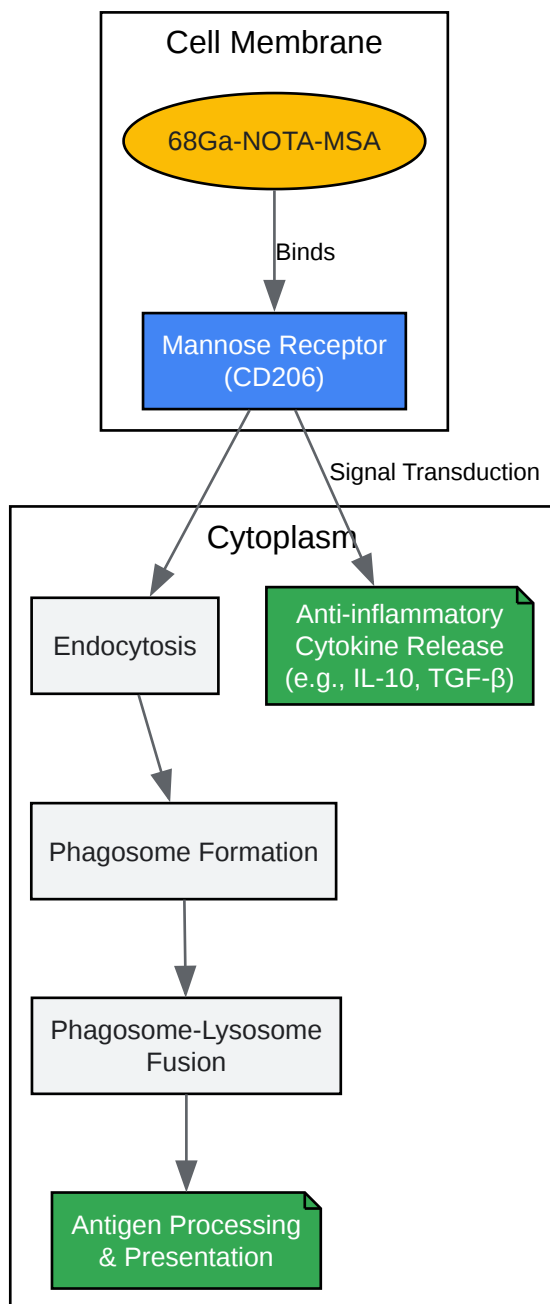 Cell Membrane
68Ga-NOTA-MSA
Binds
Mannose Receptor
(CD206)
Signal Transduction
Cytoplasm
Endocytosis
Anti-inflammatory
Cytokine Release
(e.g., IL-10, TGF-β)
Phagosome Formation
Phagosome-Lysosome
Fusion
Antigen Processing
& Presentation